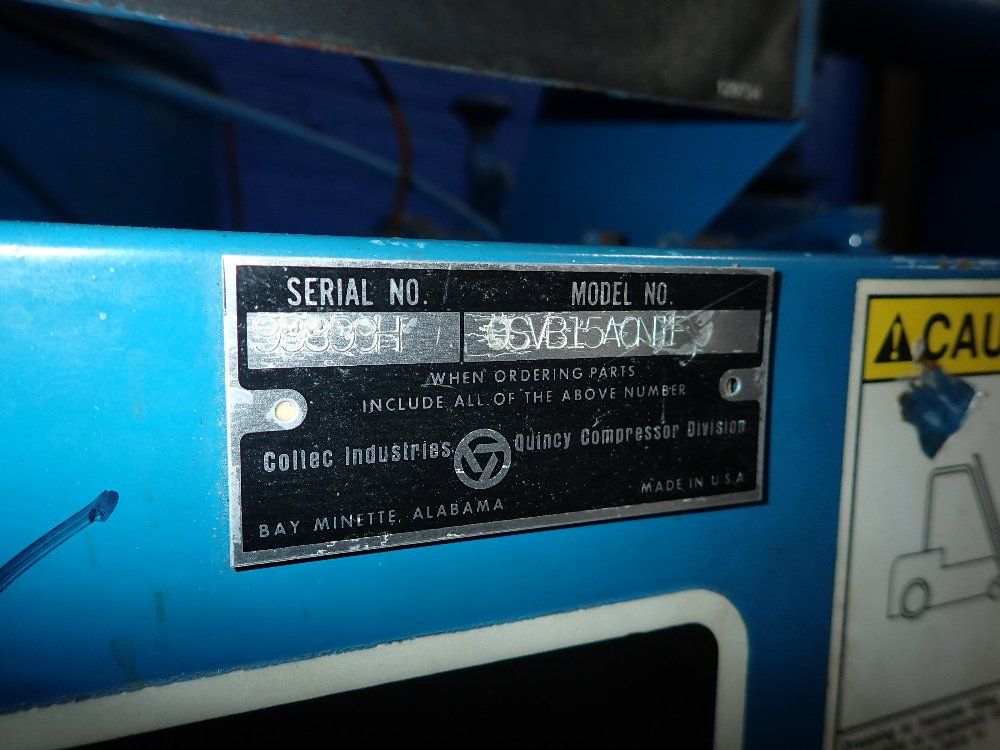 SERIAL NO.
MODEL NO.
WHEN ORDERING PARTS
INCLUDE ALL OF THE ABOVE NUMBER
Coltec Industries
Quincy Compressor Division
BAY MINETTE, ALABAMA
MADE IN U.S.A
CAU